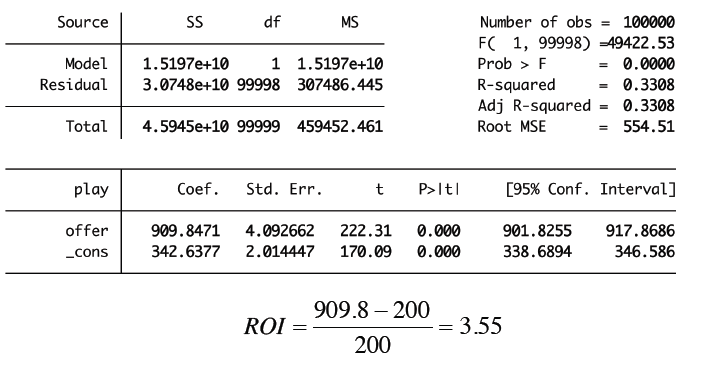 Source SS df MS Number of obs = 100000
F( 1, 99998) =49422.53
Model 1.5197e+10 1 1.5197e+10 Prob > F = 0.0000
Residual 3.0748e+10 99998 307486.445 R-squared = 0.3308
Adj R-squared = 0.3308
Total 4.5945e+10 99999 459452.461 Root MSE = 554.51
play Coef. Std. Err. t P>|t| [95% Conf. Interval]
offer 909.8471 4.092662 222.31 0.000 901.8255 917.8686
_cons 342.6377 2.014447 170.09 0.000 338.6894 346.586
ROI = (909.8 − 200) / 200 = 3.55